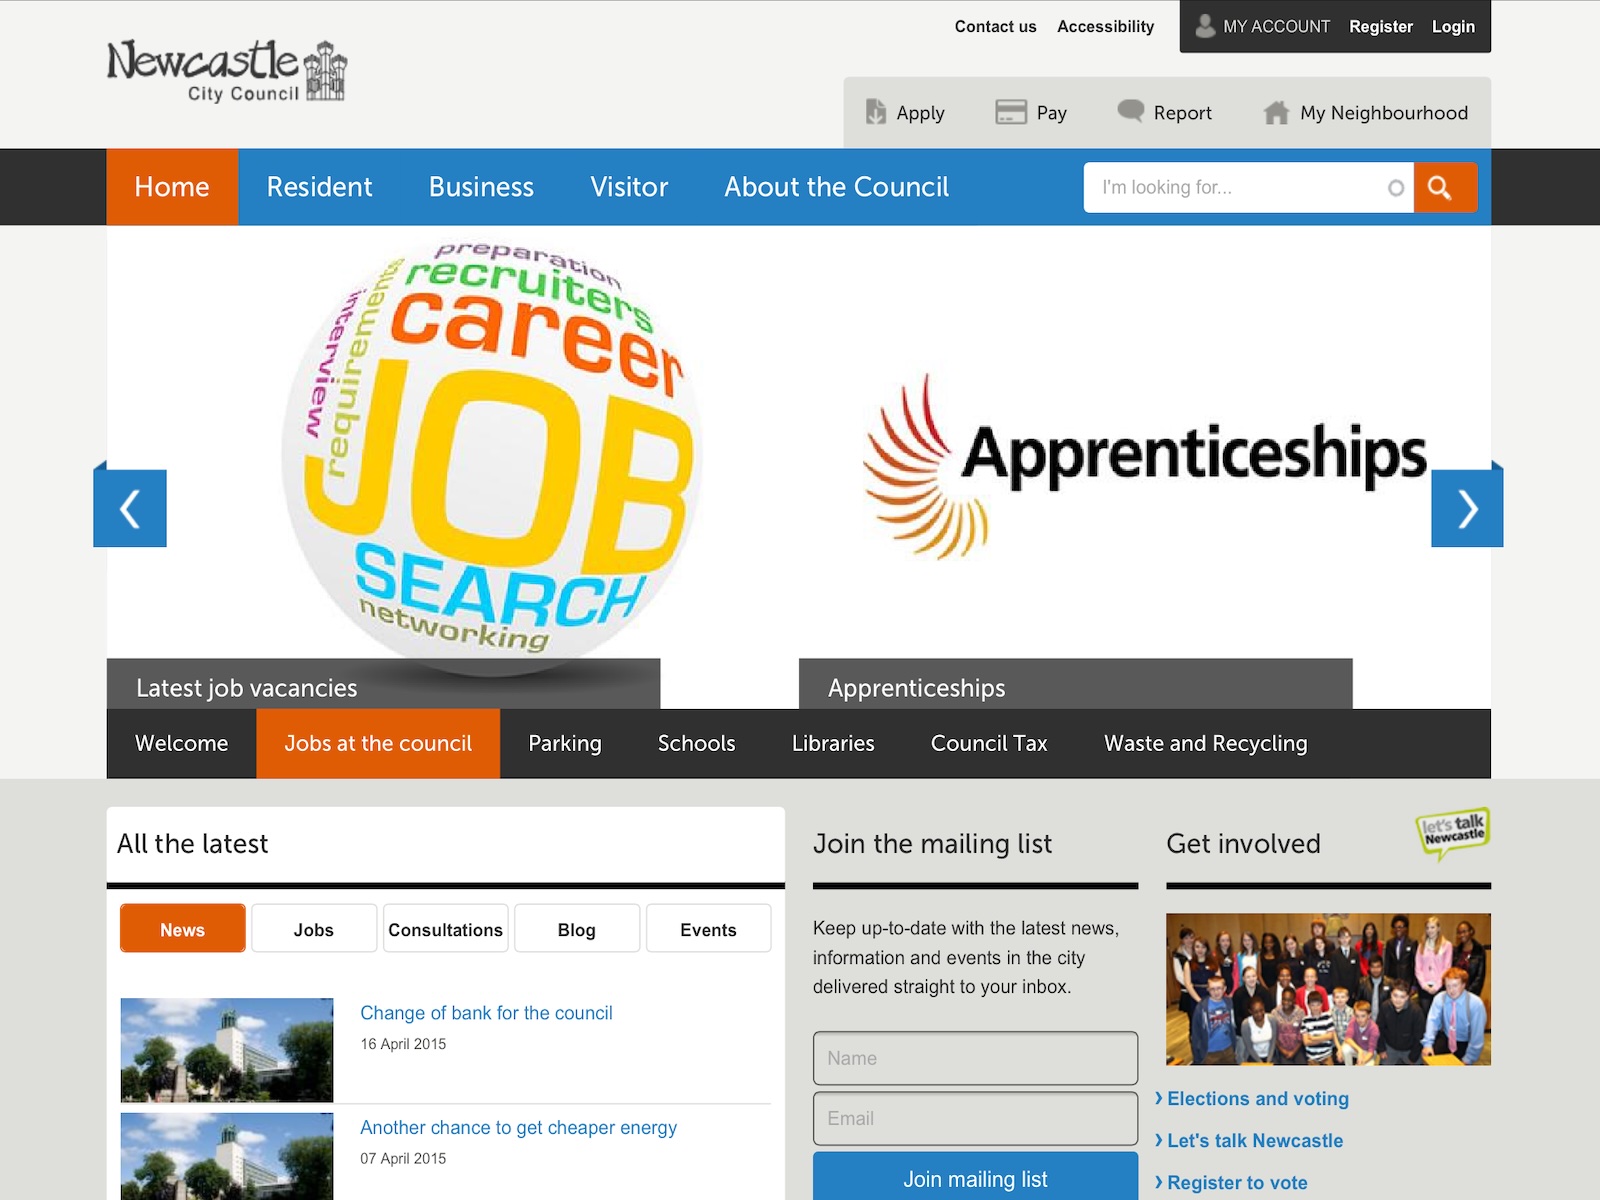 Contact us
Accessibility
MY ACCOUNT
Register
Login
Newcastle
City Council
Apply
Pay
Report
My Neighbourhood
Home
Resident
Business
Visitor
About the Council
I'm looking for...
preparation
recruiters
career
interview
requirements
JOB
SEARCH
networking
Apprenticeships
Latest job vacancies
Apprenticeships
Welcome
Jobs at the council
Parking
Schools
Libraries
Council Tax
Waste and Recycling
All the latest
News
Jobs
Consultations
Blog
Events
Change of bank for the council
16 April 2015
Another chance to get cheaper energy
07 April 2015
Join the mailing list
Keep up-to-date with the latest news,
information and events in the city
delivered straight to your inbox.
Name
Email
Join mailing list
Get involved
let's talk
Newcastle
Elections and voting
Let's talk Newcastle
Register to vote